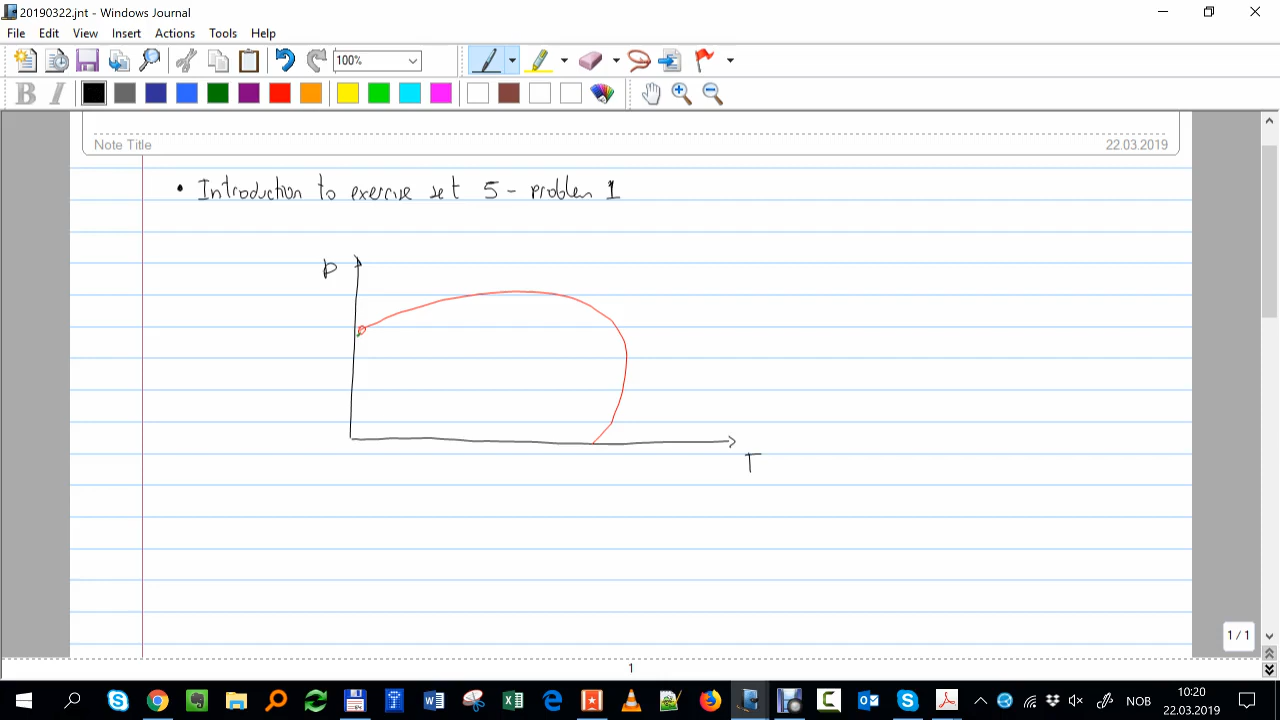 20190322.jnt - Windows Journal
File Edit View Insert Actions Tools Help
100%
B I
Note Title 22.03.2019
• Introduction to exercise set 5 - problem 1
p
T
1 / 1
1
NOB
10:20
22.03.2019